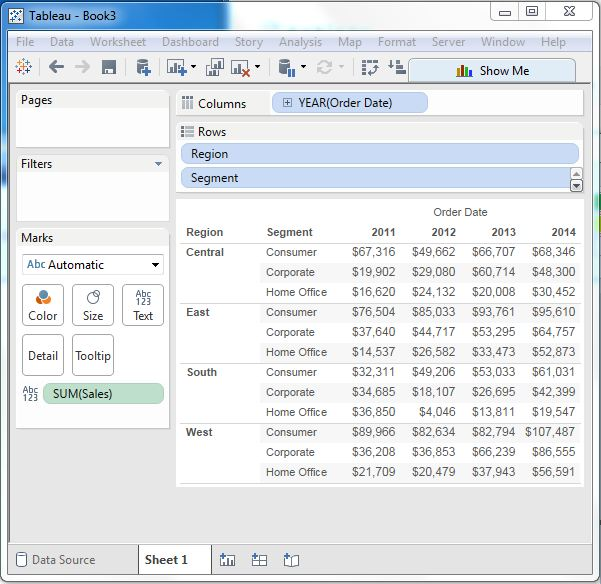 Tableau - Book3
File Data Worksheet Dashboard Story Analysis Map Format Server Window Help
Show Me
Pages
Columns YEAR(Order Date)
Rows
Region
Segment
Filters
Marks
Abc Automatic
Color Size Abc 123 Text
Detail Tooltip
Abc 123 SUM(Sales)
Order Date
Region Segment 2011 2012 2013 2014
Central Consumer $67,316 $49,662 $66,707 $68,346
Corporate $19,902 $29,080 $60,714 $48,300
Home Office $16,620 $24,132 $20,008 $30,452
East Consumer $76,504 $85,033 $93,761 $95,610
Corporate $37,640 $44,717 $53,295 $64,757
Home Office $14,537 $26,582 $33,473 $52,873
South Consumer $32,311 $49,206 $53,033 $61,031
Corporate $34,685 $18,107 $26,695 $42,399
Home Office $36,850 $4,046 $13,811 $19,547
West Consumer $89,966 $82,634 $82,794 $107,487
Corporate $36,208 $36,853 $66,239 $86,555
Home Office $21,709 $20,479 $37,943 $56,591
Data Source Sheet 1